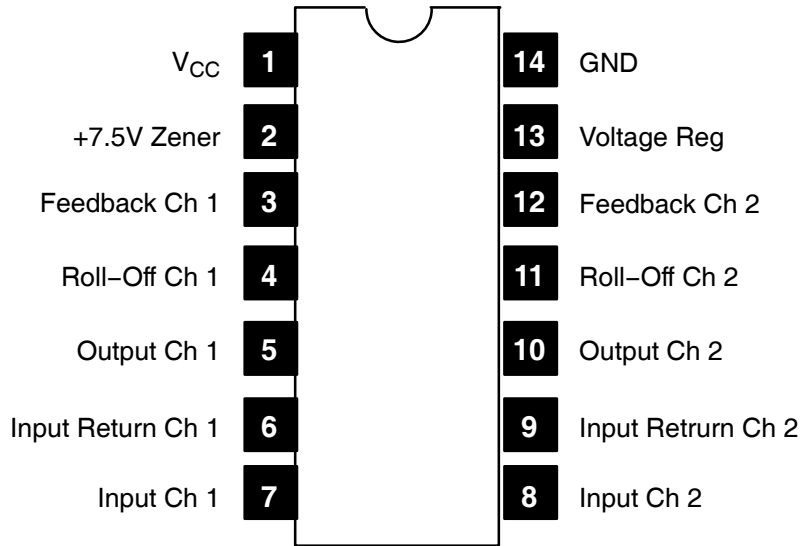 V_CC 1 14 GND
+7.5V Zener 2 13 Voltage Reg
Feedback Ch 1 3 12 Feedback Ch 2
Roll−Off Ch 1 4 11 Roll−Off Ch 2
Output Ch 1 5 10 Output Ch 2
Input Return Ch 1 6 9 Input Retrurn Ch 2
Input Ch 1 7 8 Input Ch 2